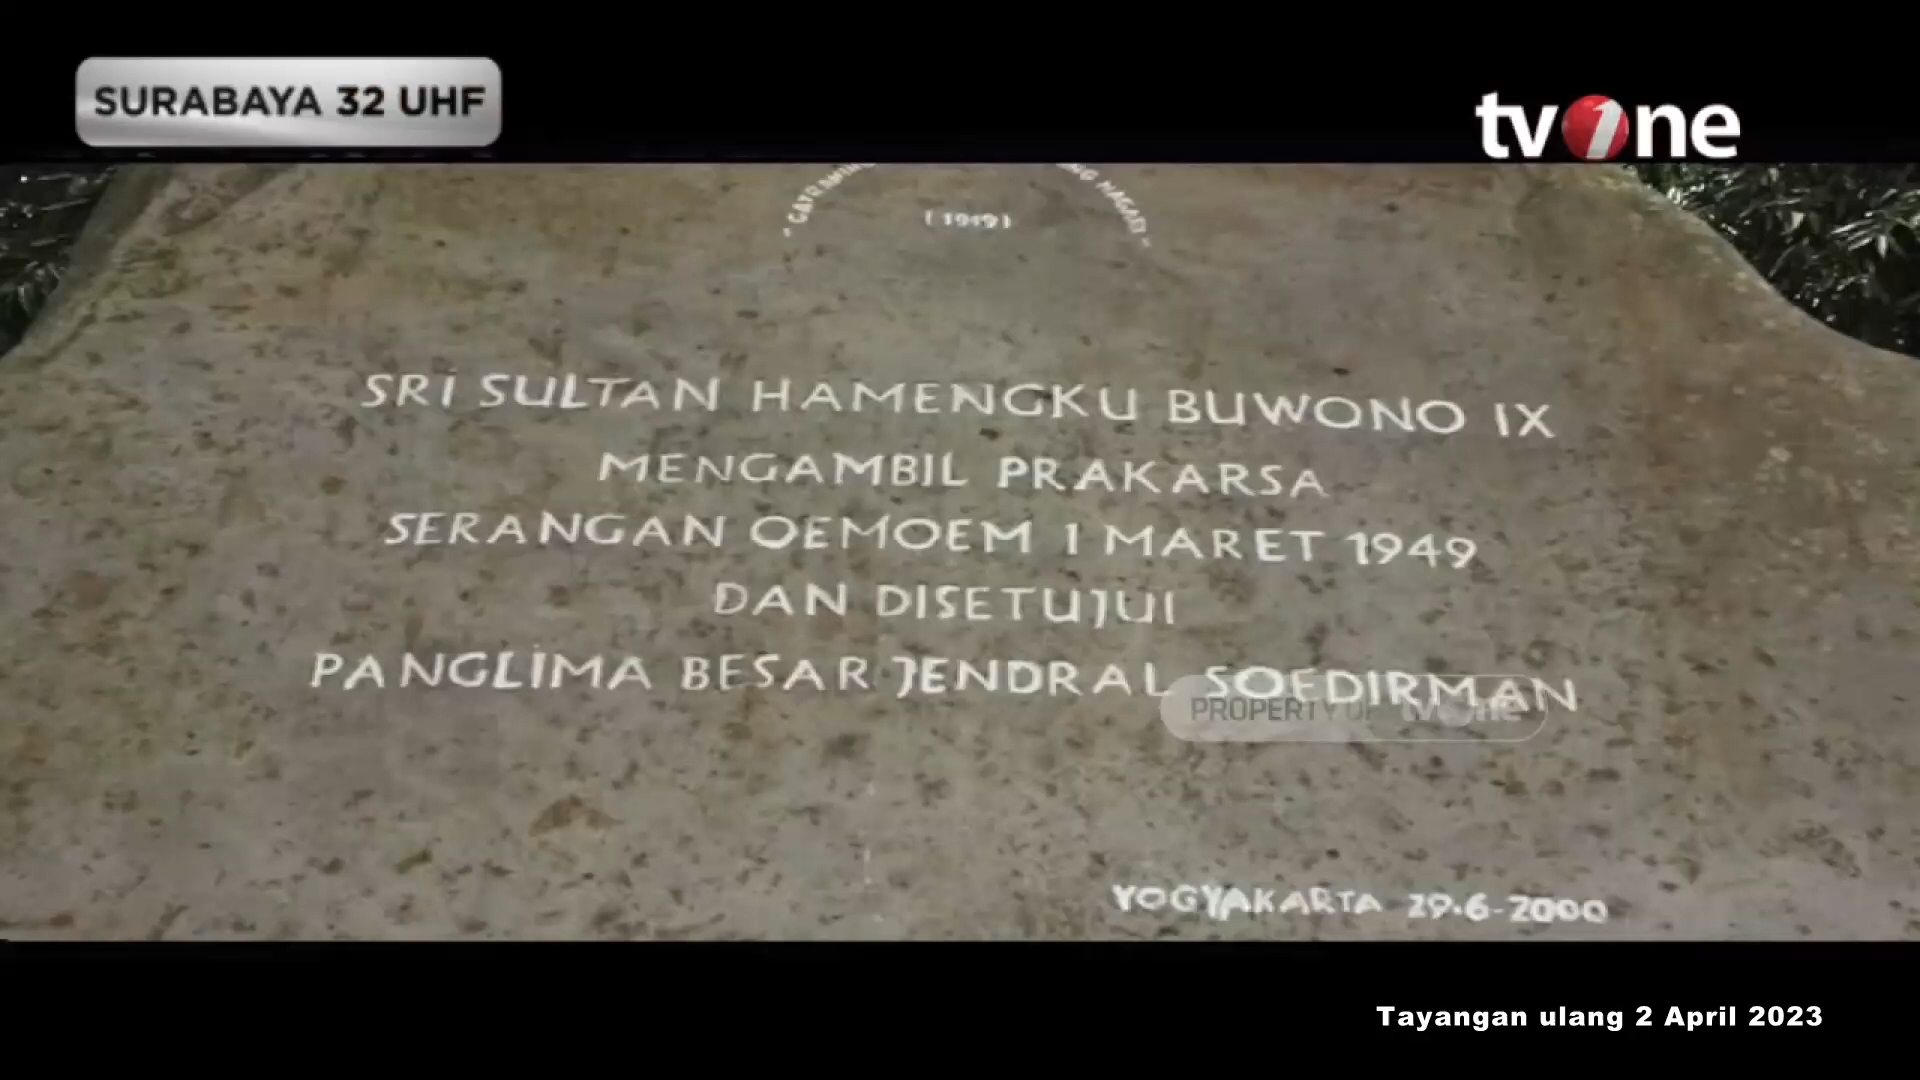 SURABAYA 32 UHF
tv1ne
(1949)
SRI SULTAN HAMENGKU BUWONO IX
MENGAMBIL PRAKARSA
SERANGAN OEMOEM 1 MARET 1949
DAN DISETUJUI
PANGLIMA BESAR JENDRAL SOEDIRMAN
PROPERTY OF tvOne
YOGYAKARTA 29.6-2000
Tayangan ulang 2 April 2023